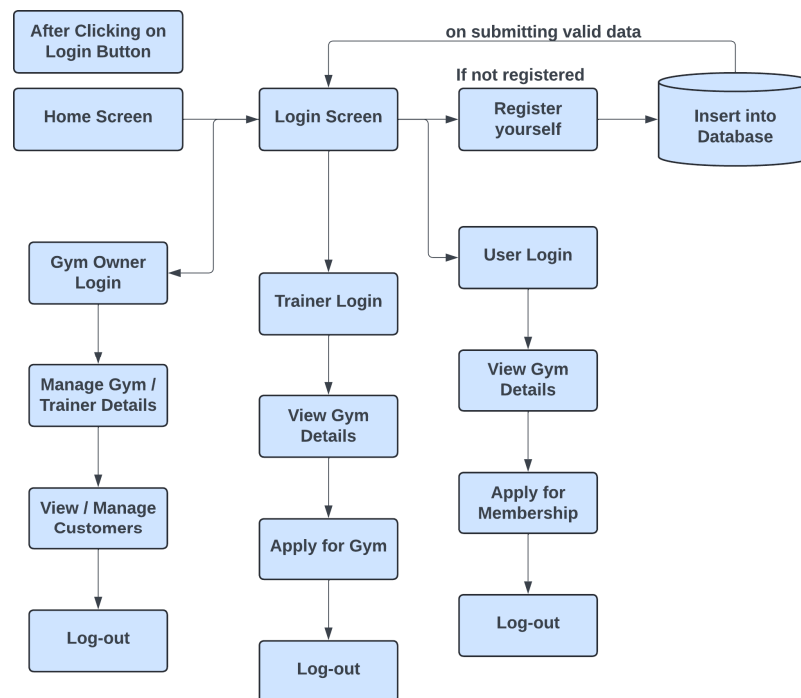 After Clicking on
Login Button
on submitting valid data
If not registered
Home Screen
Login Screen
Register
yourself
Insert into
Database
Gym Owner
Login
Trainer Login
User Login
Manage Gym /
Trainer Details
View Gym
Details
View Gym
Details
View / Manage
Customers
Apply for Gym
Apply for
Membership
Log-out
Log-out
Log-out